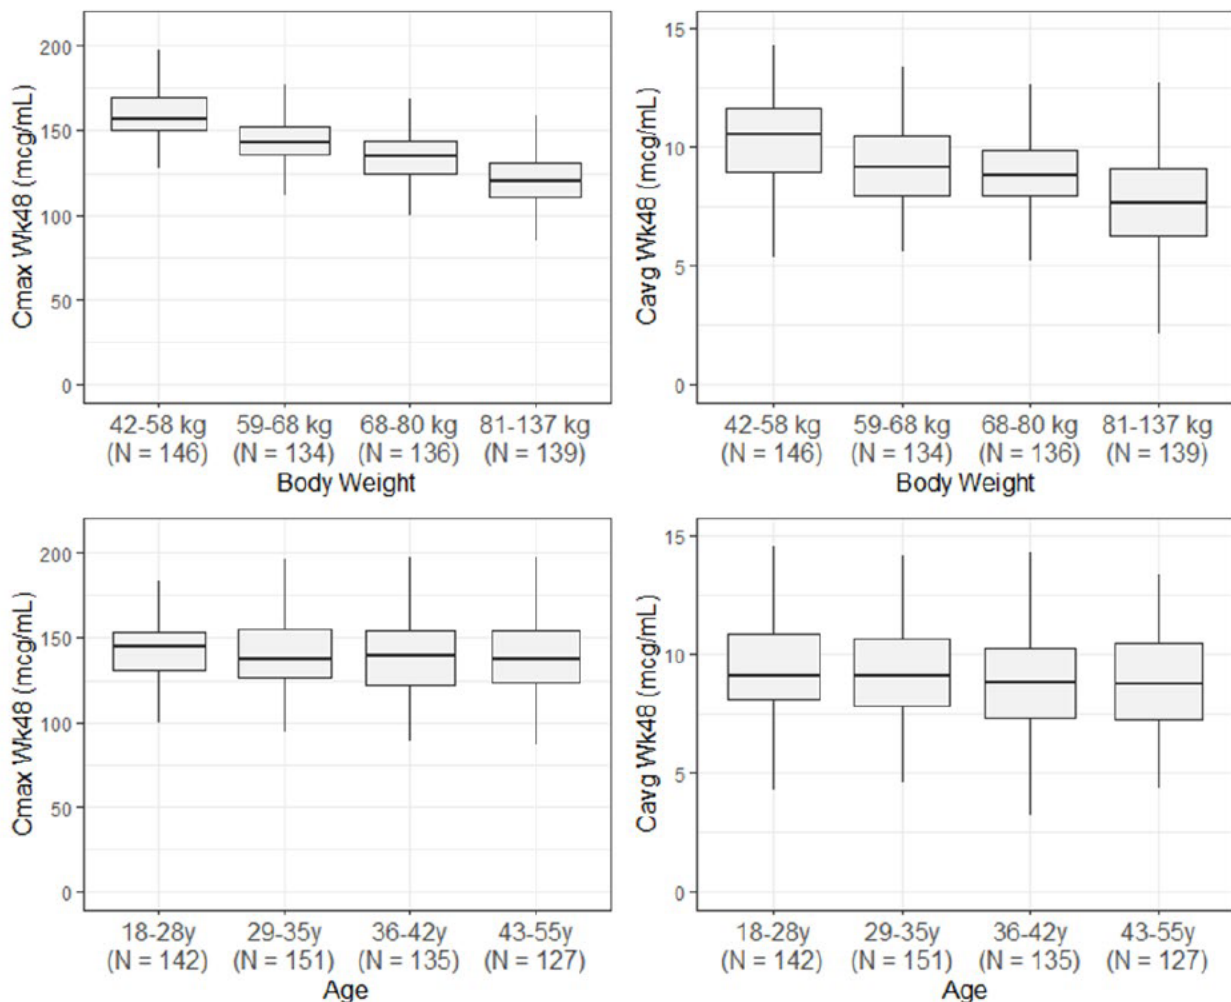 Cmax Wk48 (mcg/mL)
200
150
100
50
0
42-58 kg 59-68 kg 68-80 kg 81-137 kg
(N = 146) (N = 134) (N = 136) (N = 139)
Body Weight
Cavg Wk48 (mcg/mL)
15
10
5
0
42-58 kg 59-68 kg 68-80 kg 81-137 kg
(N = 146) (N = 134) (N = 136) (N = 139)
Body Weight
Cmax Wk48 (mcg/mL)
200
150
100
50
0
18-28y 29-35y 36-42y 43-55y
(N = 142) (N = 151) (N = 135) (N = 127)
Age
Cavg Wk48 (mcg/mL)
15
10
5
0
18-28y 29-35y 36-42y 43-55y
(N = 142) (N = 151) (N = 135) (N = 127)
Age